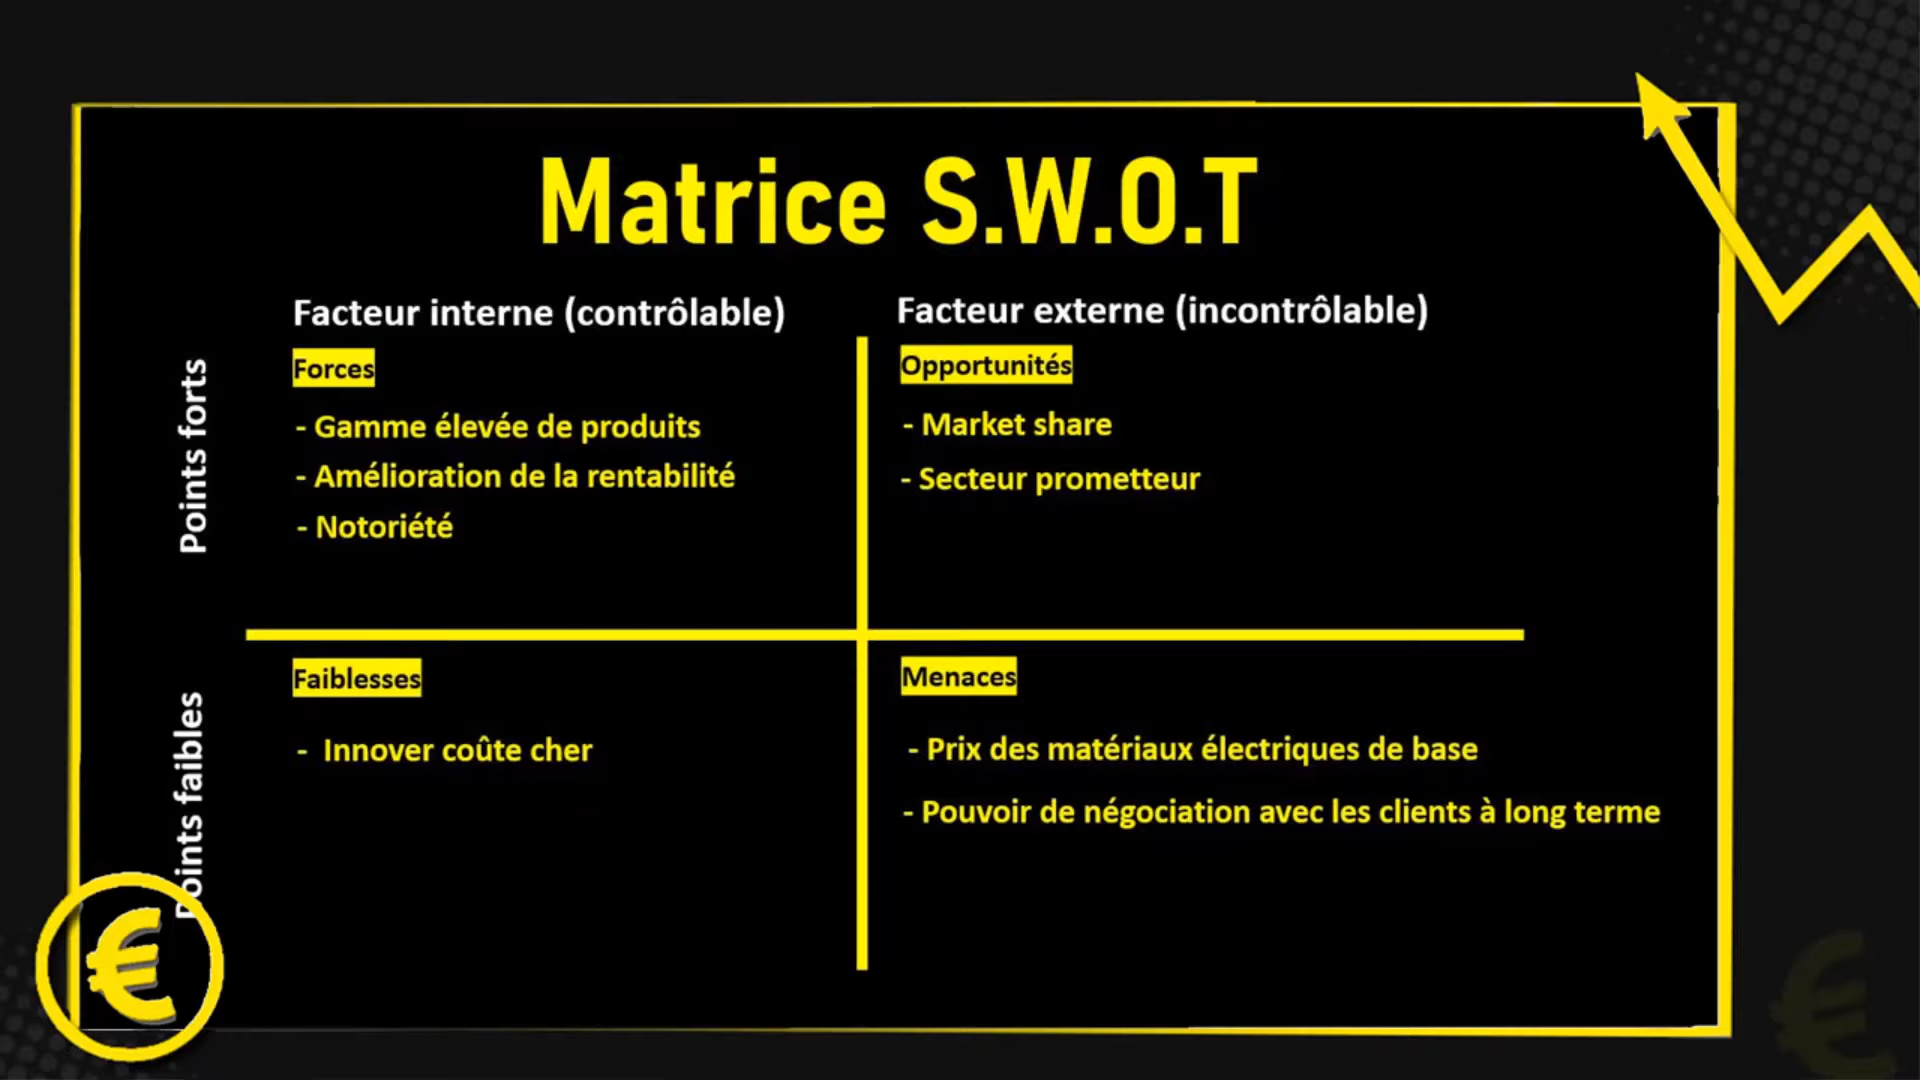 Matrice S.W.O.T
Facteur interne (contrôlable)
Facteur externe (incontrôlable)
Points forts
Forces
- Gamme élevée de produits
- Amélioration de la rentabilité
- Notoriété
Opportunités
- Market share
- Secteur prometteur
Points faibles
Faiblesses
- Innover coûte cher
Menaces
- Prix des matériaux électriques de base
- Pouvoir de négociation avec les clients à long terme
€
€